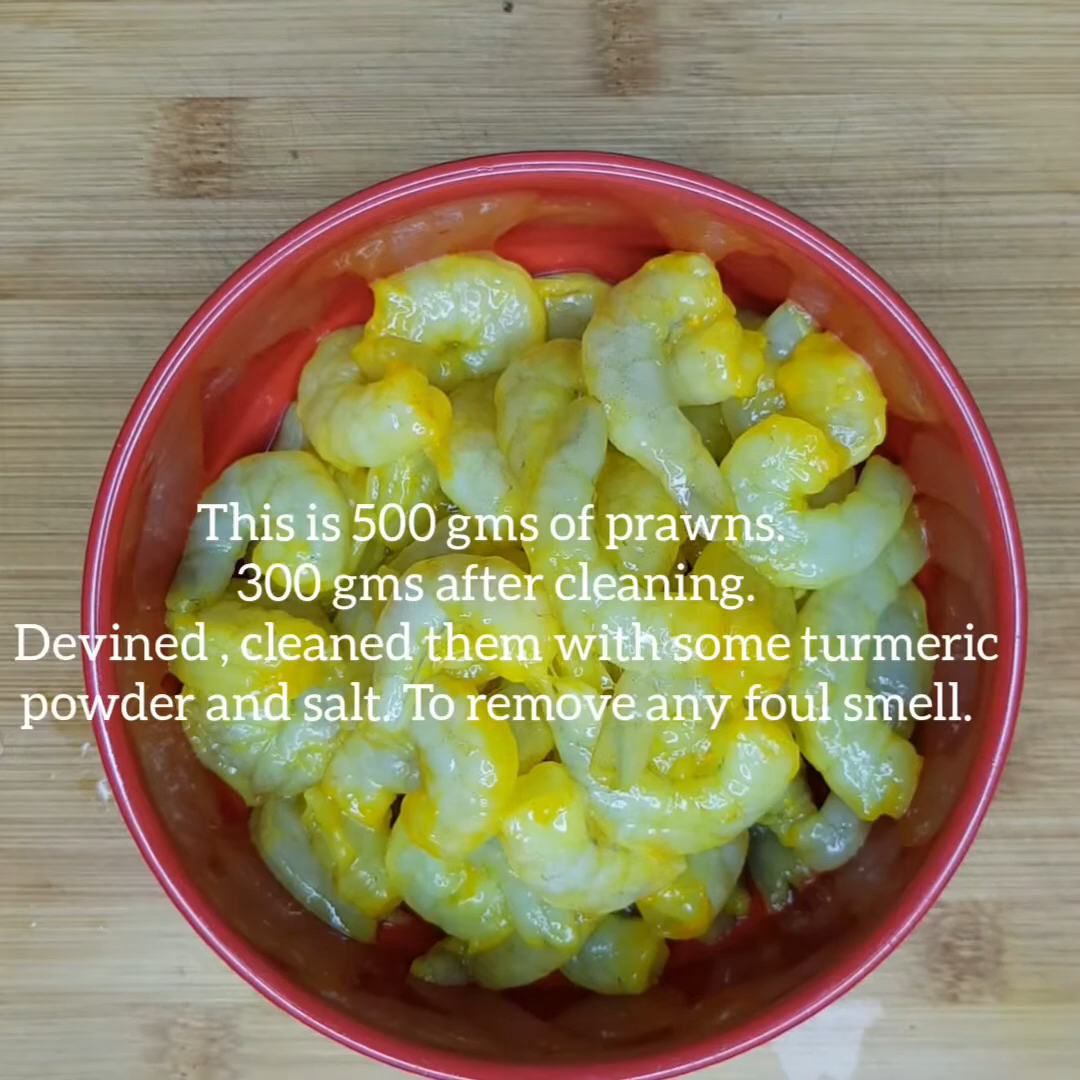 This is 500 gms of prawns.
300 gms after cleaning.
Devined , cleaned them with some turmeric
powder and salt. To remove any foul smell.